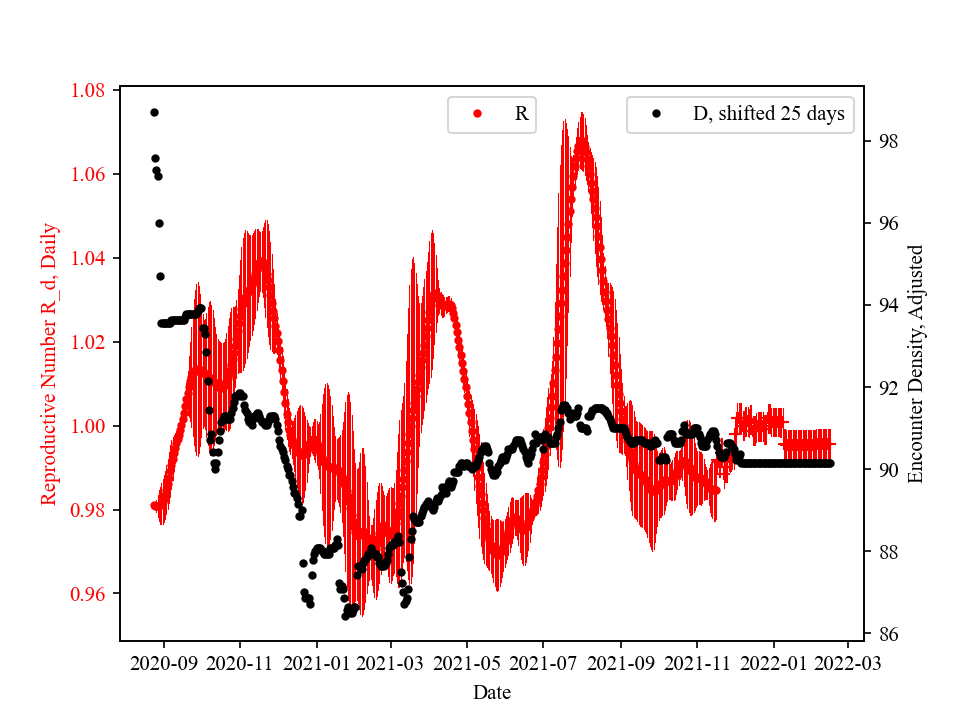 1.08
1.06
1.04
1.02
1.00
0.98
0.96
Reproductive Number R_d, Daily
R
D, shifted 25 days
98
96
94
92
90
88
86
Encounter Density, Adjusted
2020-09 2020-11 2021-01 2021-03 2021-05 2021-07 2021-09 2021-11 2022-01 2022-03
Date